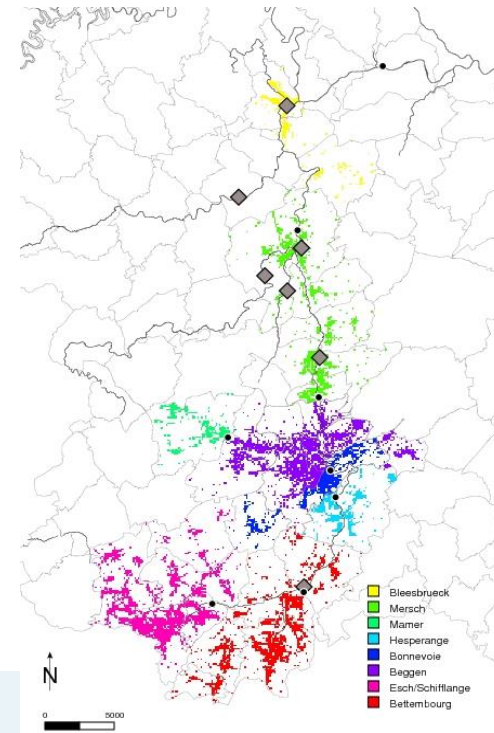 Bleesbrueck
Mersch
Mamer
Hesperange
Bonnevoie
Beggen
Esch/Schifflange
Bettembourg
N
0 5000